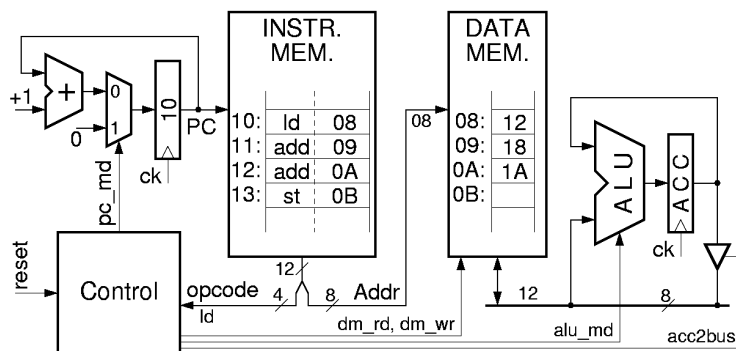 INSTR.
MEM.
DATA
MEM.
+1
+
0
1
0
10
PC
ck
pc_md
10: ld 08
11: add 09
12: add 0A
13: st 0B
08
08: 12
09: 18
0A: 1A
0B:
ALU
ACC
ck
reset
Control
12
opcode 4 8 Addr
ld
12
8
dm_rd, dm_wr
alu_md
acc2bus